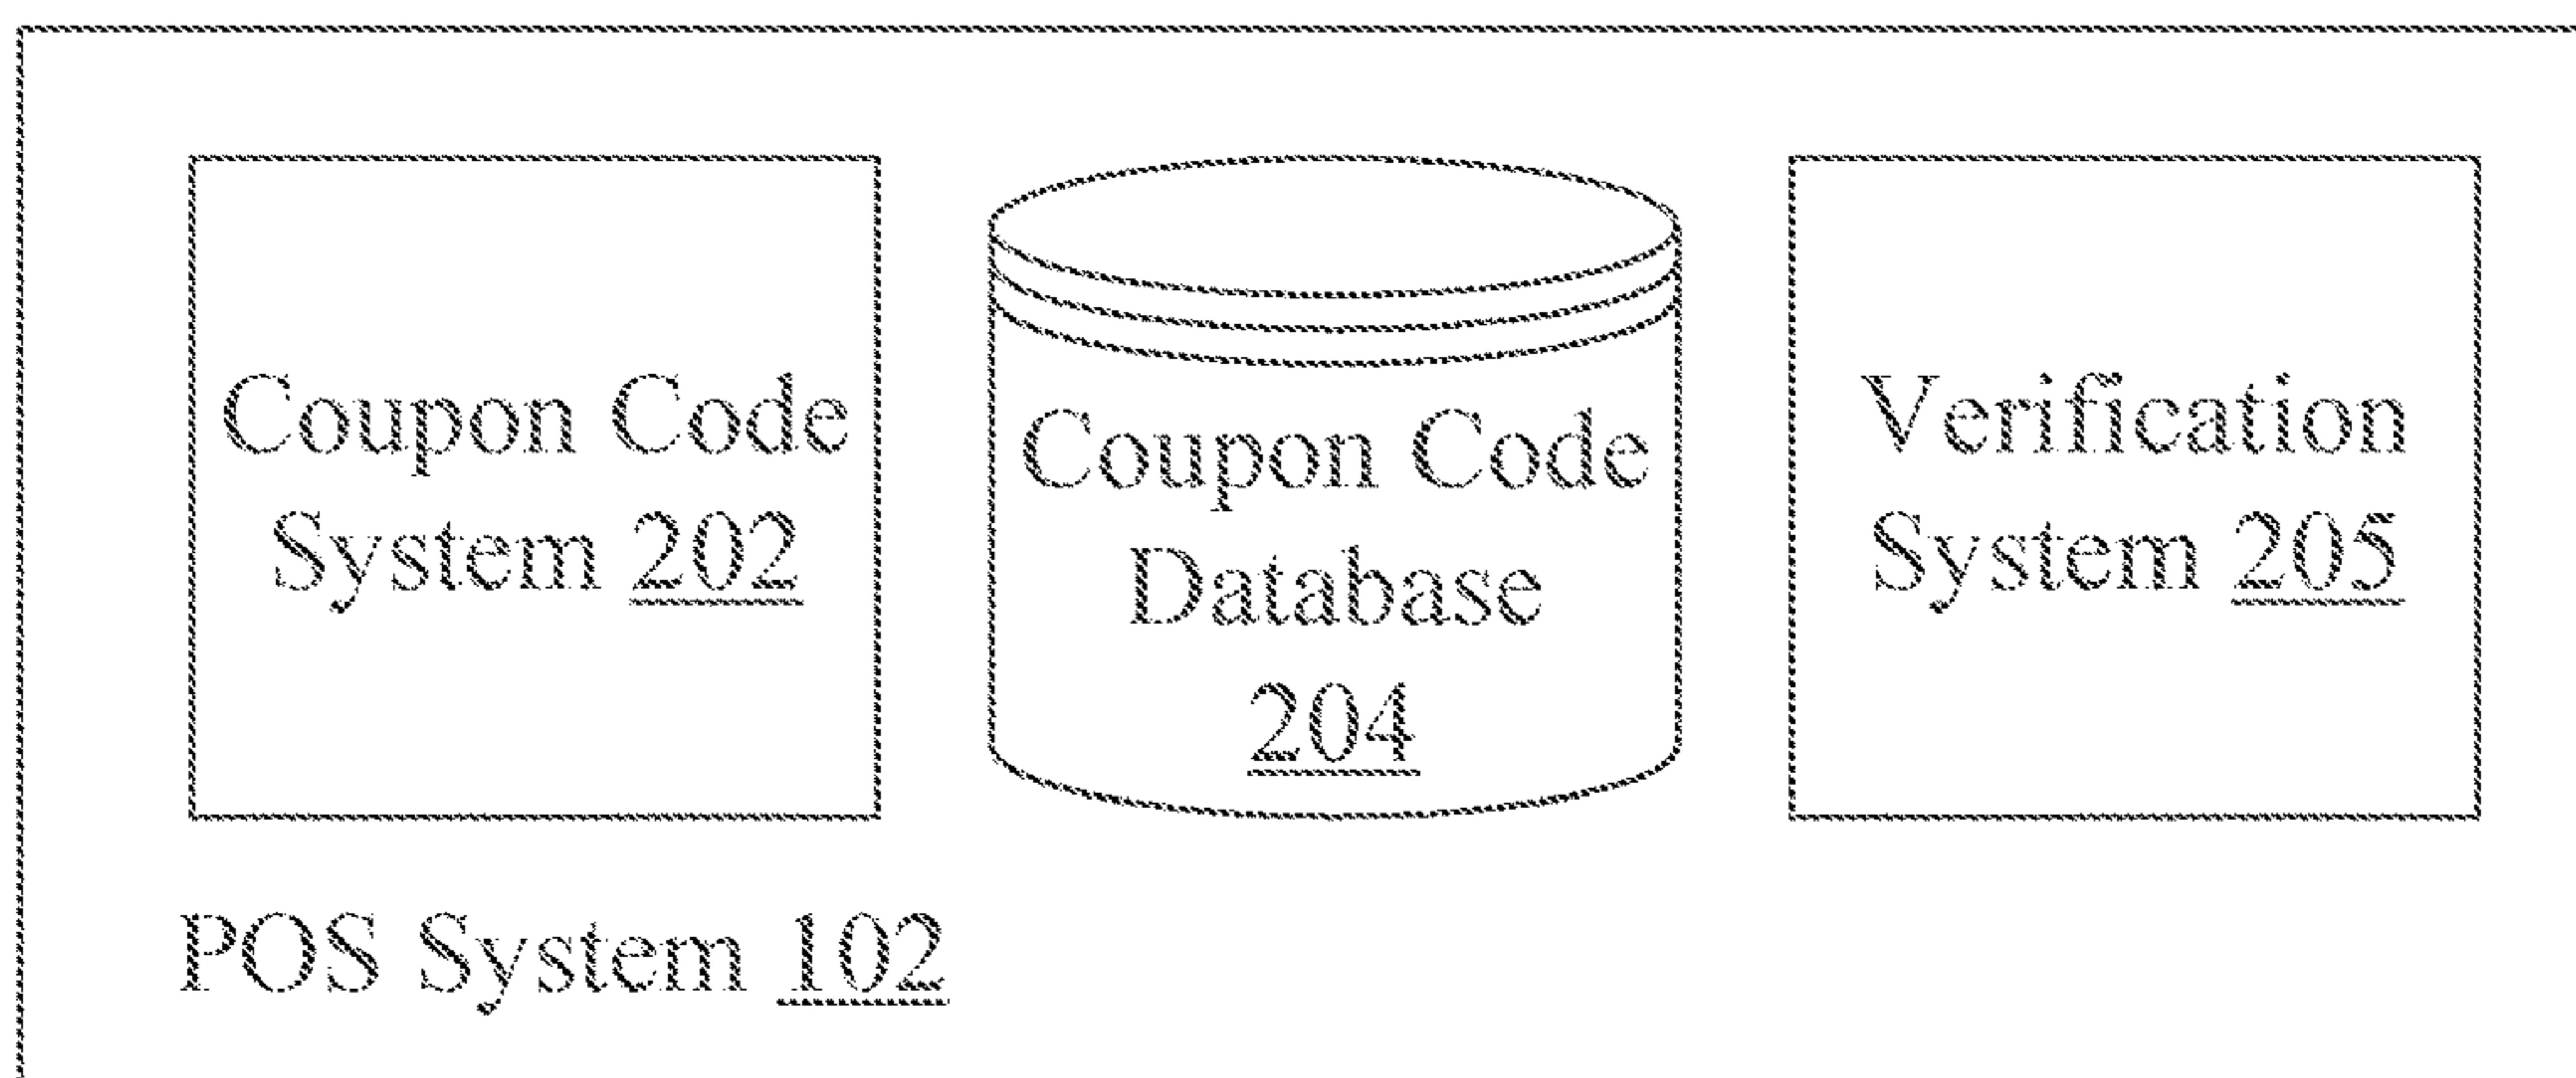 Coupon Code
System 202
Coupon Code
Database
204
Verification
System 205
POS System 102